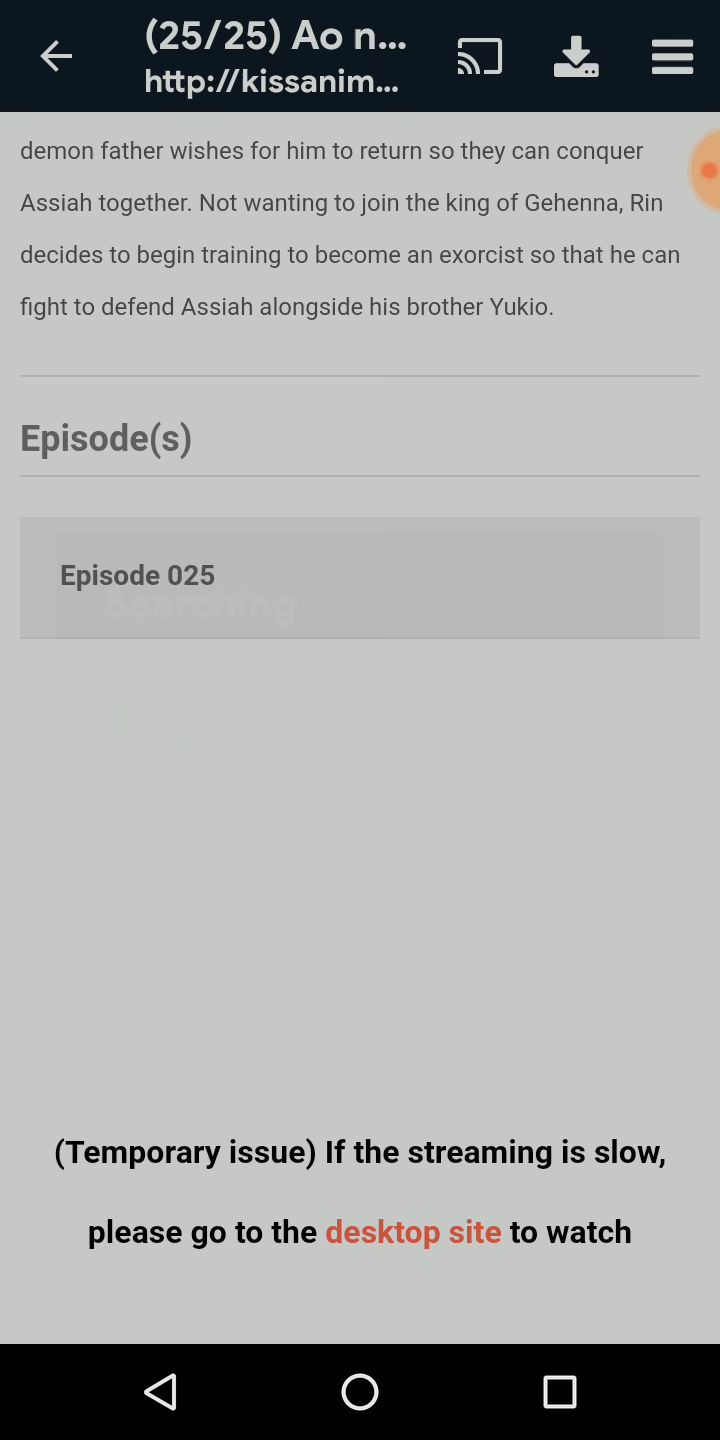 (25/25) Ao n...
http://kissanim...
demon father wishes for him to return so they can conquer
Assiah together. Not wanting to join the king of Gehenna, Rin
decides to begin training to become an exorcist so that he can
fight to defend Assiah alongside his brother Yukio.
Episode(s)
Episode 025
Searching
(Temporary issue) If the streaming is slow,
please go to the desktop site to watch